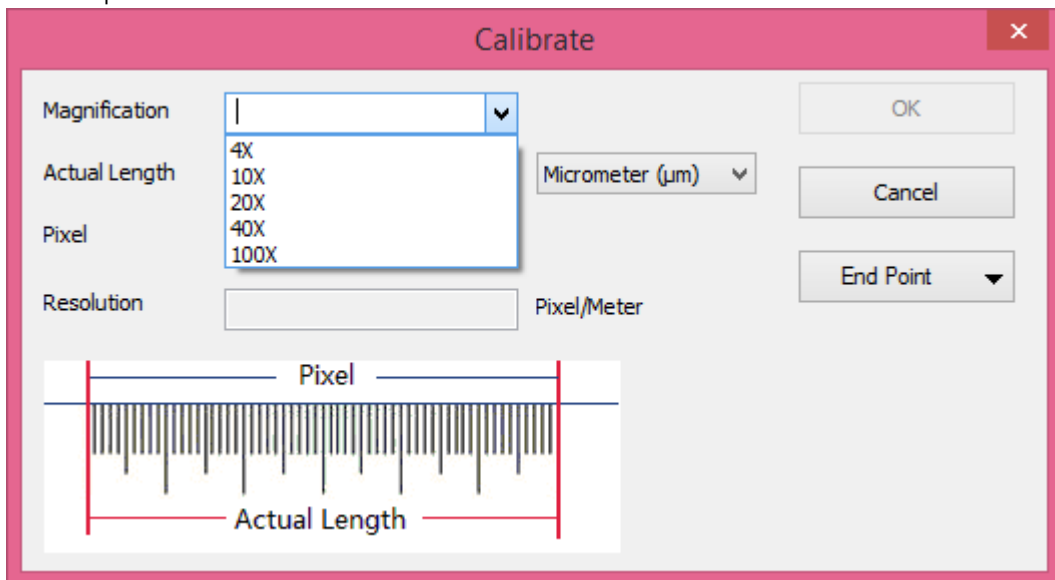 Calibrate
Magnification
OK
4X
Actual Length
10X
Micrometer (µm)
20X
Cancel
Pixel
40X
100X
End Point
Resolution
Pixel/Meter
Pixel
Actual Length